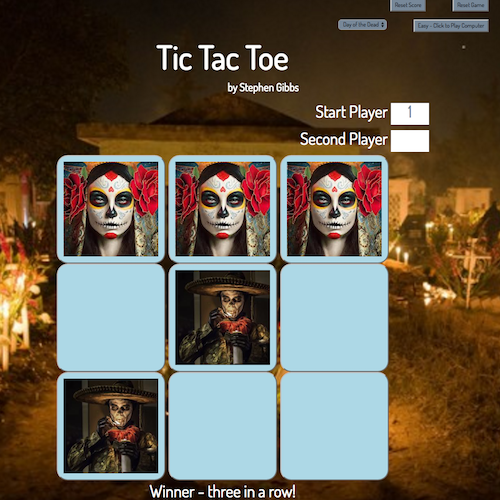 Reset Score
Reset Game
Day of the Dead
Easy - Click to Play Computer
Tic Tac Toe
by Stephen Gibbs
Start Player 1
Second Player
Winner - three in a row!